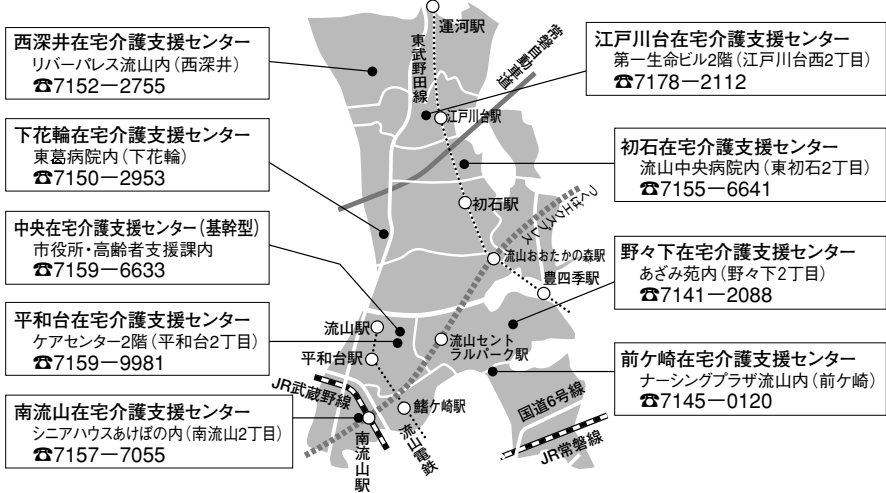 西深井在宅介護支援センター
リバーパレス流山内(西深井)
☎7152−2755
下花輪在宅介護支援センター
東葛病院内(下花輪)
☎7150−2953
中央在宅介護支援センター(基幹型)
市役所・高齢者支援課内
☎7159−6633
平和台在宅介護支援センター
ケアセンター2階(平和台2丁目)
☎7159−9981
南流山在宅介護支援センター
シニアハウスあけぼの内(南流山2丁目)
☎7157−7055
運河駅
東武野田線
常磐自動車道
江戸川台駅
初石駅
つくばエクスプレス
流山おおたかの森駅
豊四季駅
流山駅
流山セント
ラルパーク駅
平和台駅
JR武蔵野線
鰭ケ崎駅
南流山駅
流山電鉄
国道6号線
JR常磐線
江戸川台在宅介護支援センター
第一生命ビル2階(江戸川台西2丁目)
☎7178−2112
初石在宅介護支援センター
流山中央病院内(東初石2丁目)
☎7155−6641
野々下在宅介護支援センター
あざみ苑内(野々下2丁目)
☎7141−2088
前ケ崎在宅介護支援センター
ナーシングプラザ流山内(前ケ崎)
☎7145−0120